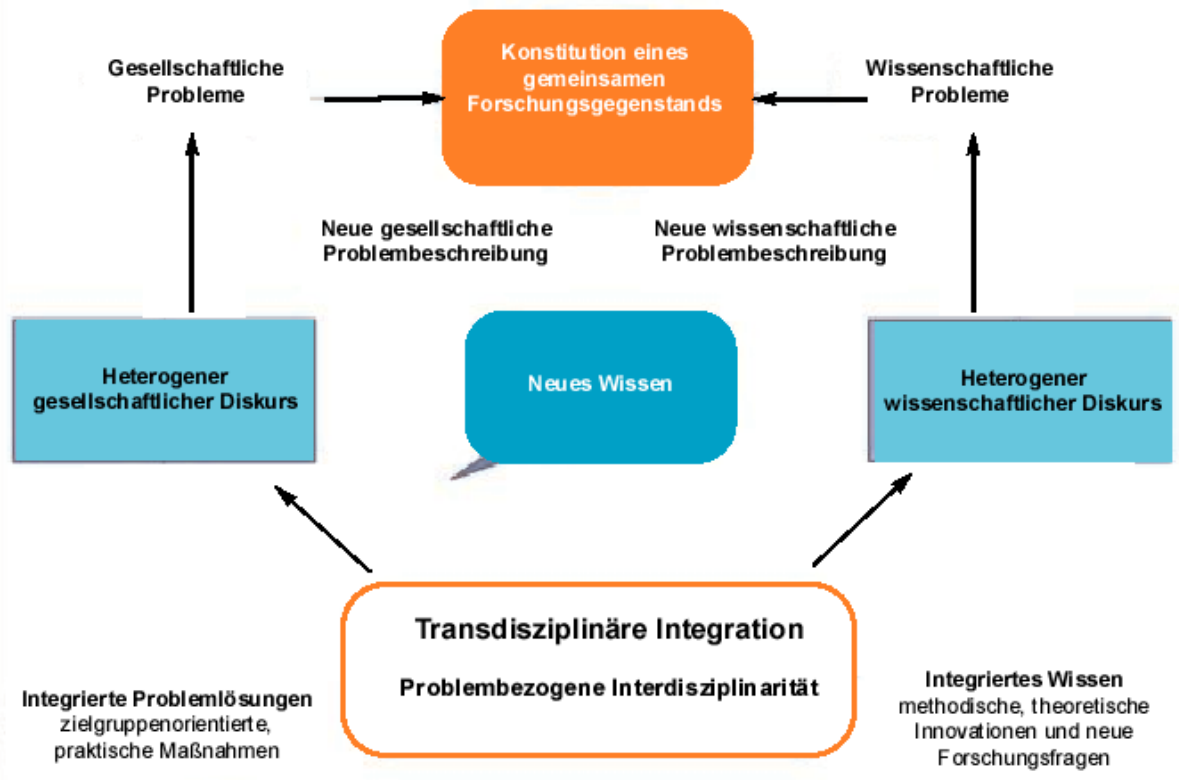 Gesellschaftliche
Probleme
Konstitution eines
gemeinsamen
Forschungsgegenstands
Wissenschaftliche
Probleme
Neue gesellschaftliche
Problembeschreibung
Neue wissenschaftliche
Problembeschreibung
Heterogener
gesellschaftlicher Diskurs
Neues Wissen
Heterogener
wissenschaftlicher Diskurs
Transdisziplinäre Integration
Problembezogene Interdisziplinarität
Integrierte Problemlösungen
zielgruppenorientierte,
praktische Maßnahmen
Integriertes Wissen
methodische, theoretische
Innovationen und neue
Forschungsfragen